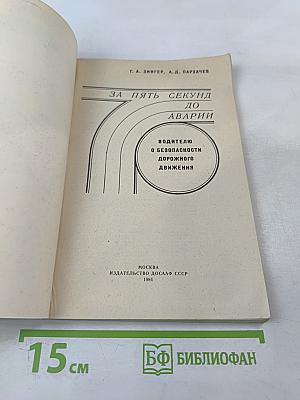 Г. А. ЗИНГЕР, А. Д. ПАРХАЧЕВ
ЗА ПЯТЬ СЕКУНД
ДО
АВАРИИ
ВОДИТЕЛЮ
О БЕЗОПАСНОСТИ
ДОРОЖНОГО
ДВИЖЕНИЯ
МОСКВА
ИЗДАТЕЛЬСТВО ДОСААФ СССР
1984
15 см
БФ БИБЛИОФАН